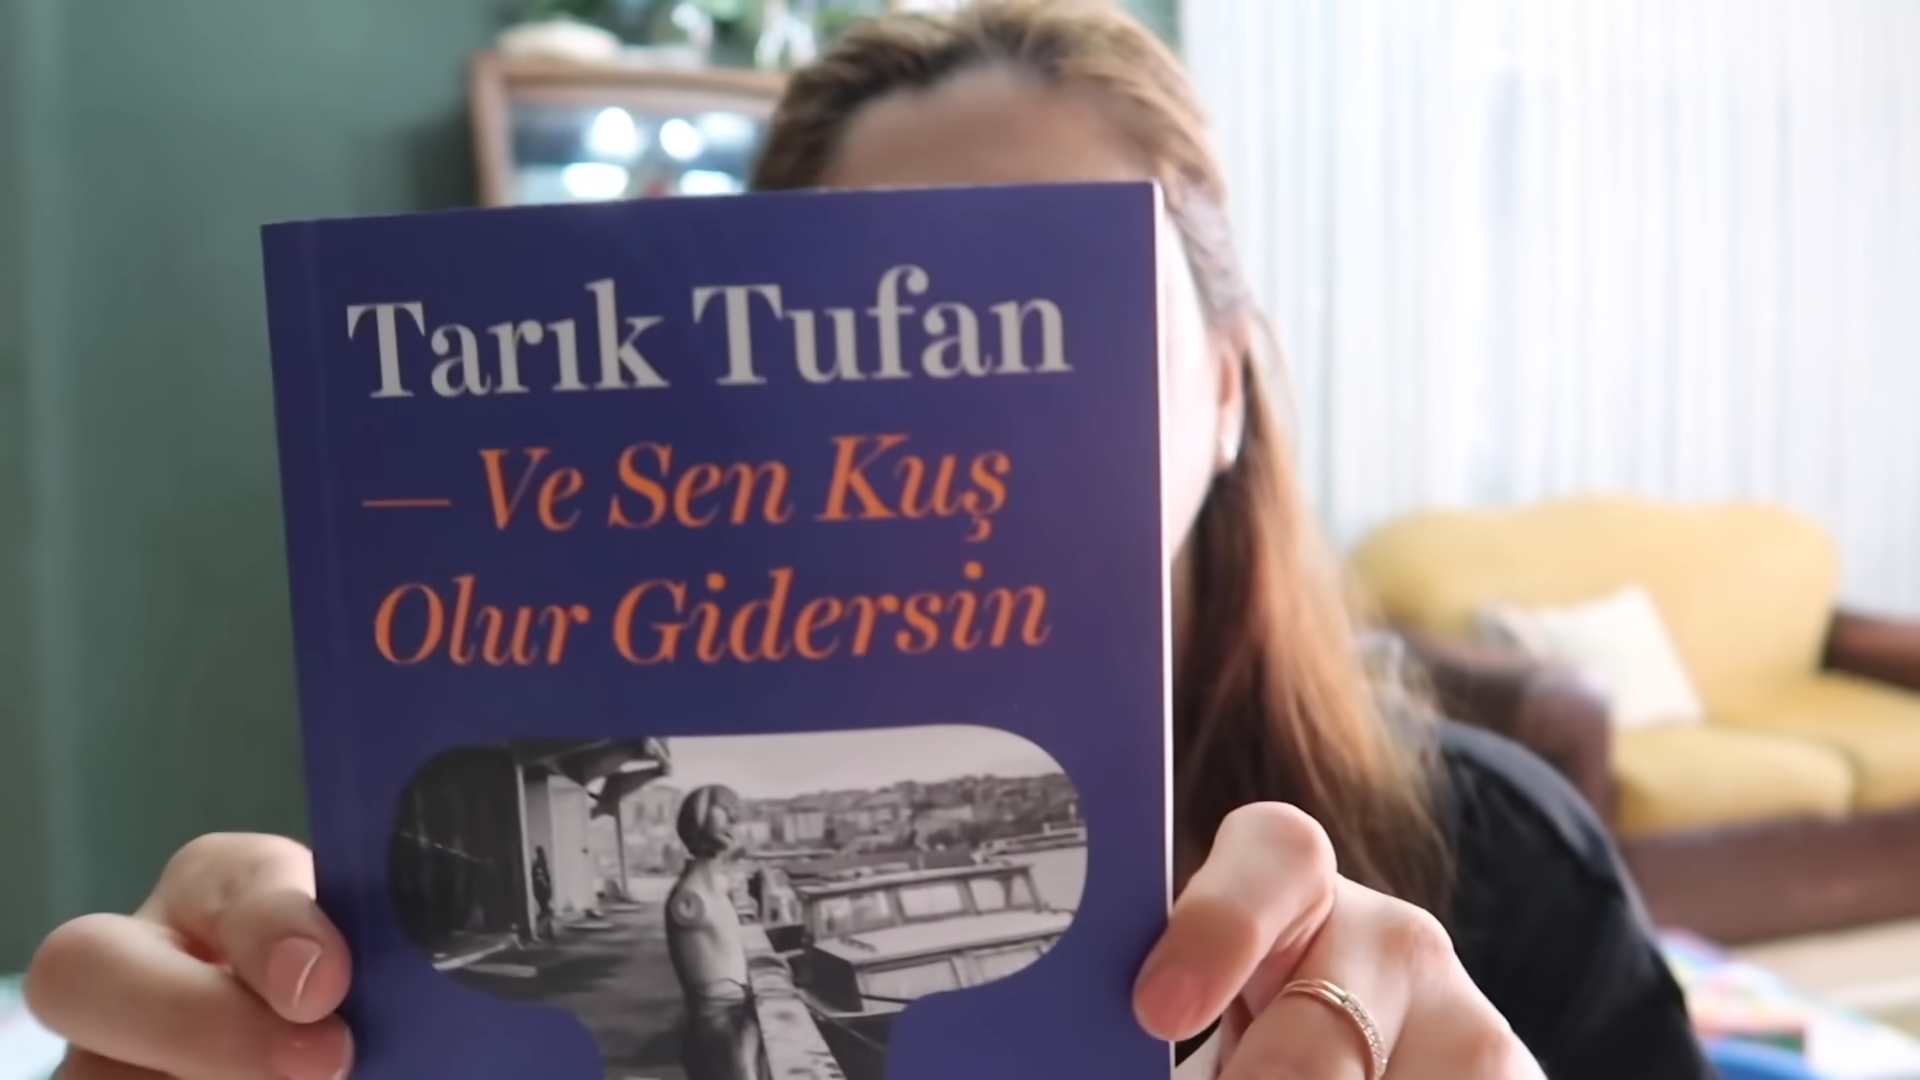 Tarık Tufan
— Ve Sen Kuş
Olur Gidersin